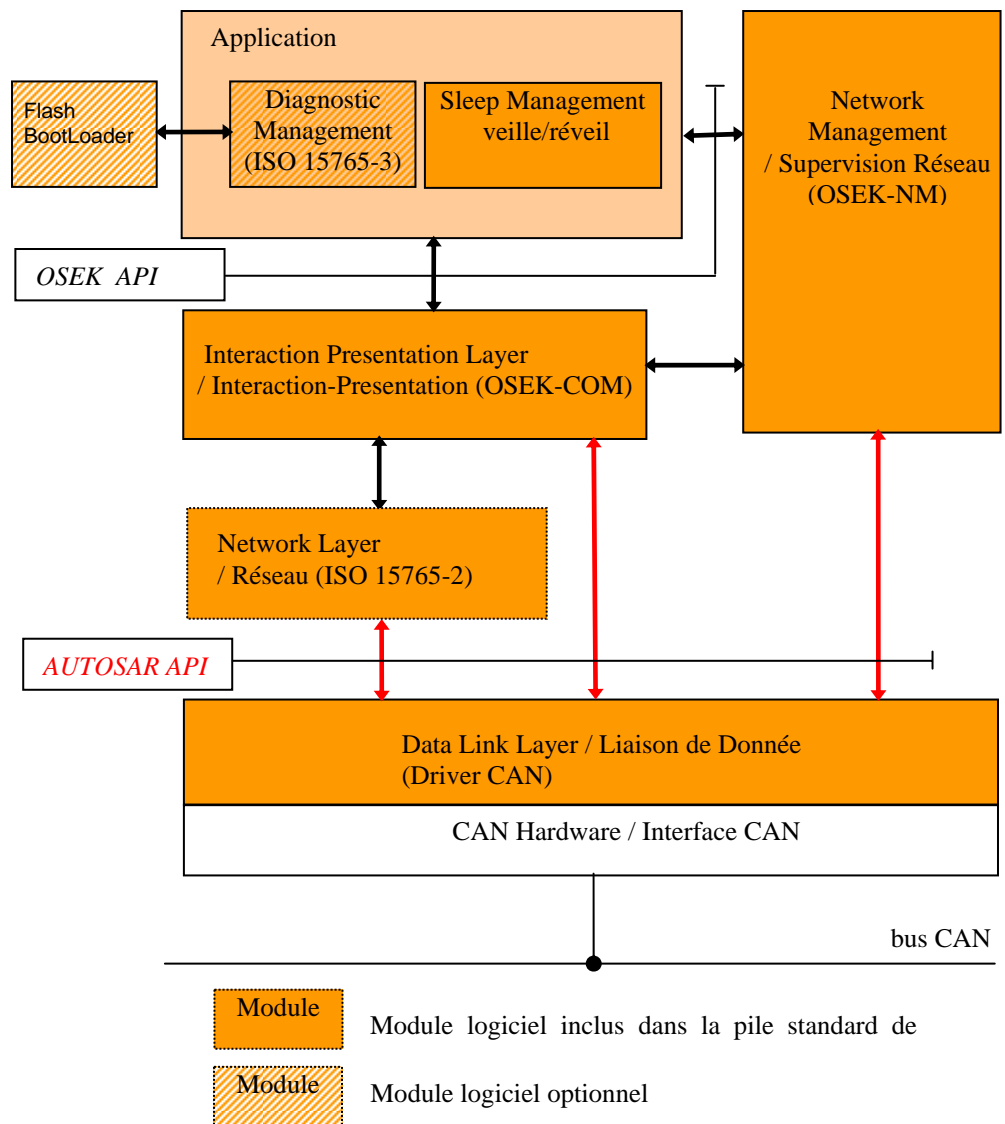 Application
Flash
BootLoader
Diagnostic
Management
(ISO 15765-3)
Sleep Management
veille/réveil
Network
Management
/ Supervision Réseau
(OSEK-NM)
OSEK API
Interaction Presentation Layer
/ Interaction-Presentation (OSEK-COM)
Network Layer
/ Réseau (ISO 15765-2)
AUTOSAR API
Data Link Layer / Liaison de Donnée
(Driver CAN)
CAN Hardware / Interface CAN
bus CAN
Module
Module logiciel inclus dans la pile standard de
Module
Module logiciel optionnel